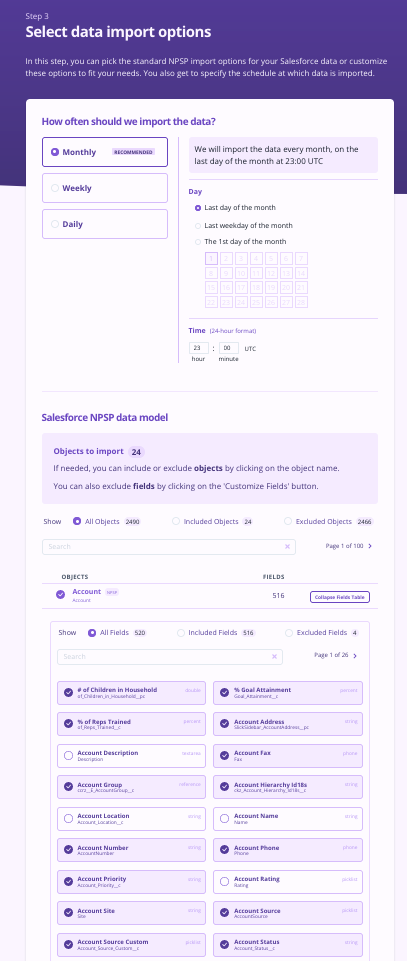 Step 3
Select data import options
In this step, you can pick the standard NPSP import options for your Salesforce data or customize
these options to fit your needs. You also get to specify the schedule at which data is imported.
How often should we import the data?
Monthly RECOMMENDED
Weekly
Daily
We will import the data every month, on the
last day of the month at 23:00 UTC
Day
Last day of the month
Last weekday of the month
The 1st day of the month
1 2 3 4 5 6 7
8 9 10 11 12 13 14
15 16 17 18 19 20 21
22 23 24 25 26 27 28
Time (24-hour format)
23 : 00 UTC
hour minute
Salesforce NPSP data model
Objects to import 24
If needed, you can include or exclude objects by clicking on the object name.
You can also exclude fields by clicking on the 'Customize Fields' button.
Show All Objects 2490 Included Objects 24 Excluded Objects 2466
Search Page 1 of 100
OBJECTS FIELDS
Account NPSP
Account
516 Collapse Fields Table
Show All Fields 520 Included Fields 516 Excluded Fields 4
Search Page 1 of 26
# of Children in Household double
of_Children_in_Household__pc
% Goal Attainment percent
Goal_Attainment__c
% of Reps Trained percent
of_Reps_Trained__c
Account Address string
Account Description textarea
Description
Account Fax phone
Fax
Account Group reference
Account Hierarchy Id18s string
Account Location string
Account_Location__c
Account Name string
Name
Account Number string
AccountNumber
Account Phone phone
Phone
Account Priority string
Account_Priority__c
Account Rating picklist
Rating
Account Site string
Site
Account Source picklist
AccountSource
Account Source Custom picklist
Account_Source_Custom__c
Account Status string
Account_Status__c